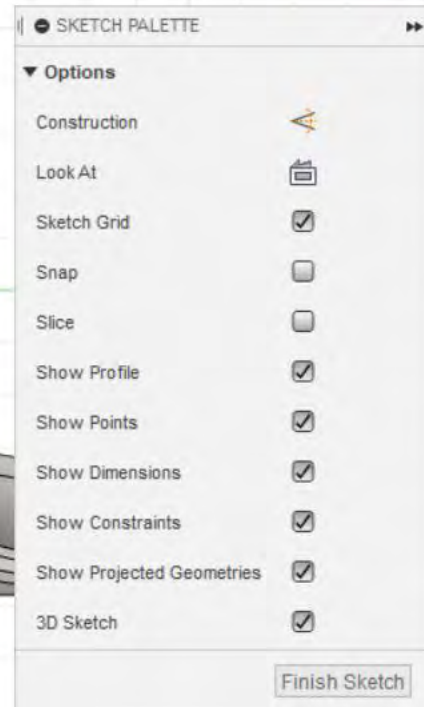 SKETCH PALETTE
Options
Construction
Look At
Sketch Grid
Snap
Slice
Show Profile
Show Points
Show Dimensions
Show Constraints
Show Projected Geometries
3D Sketch
Finish Sketch